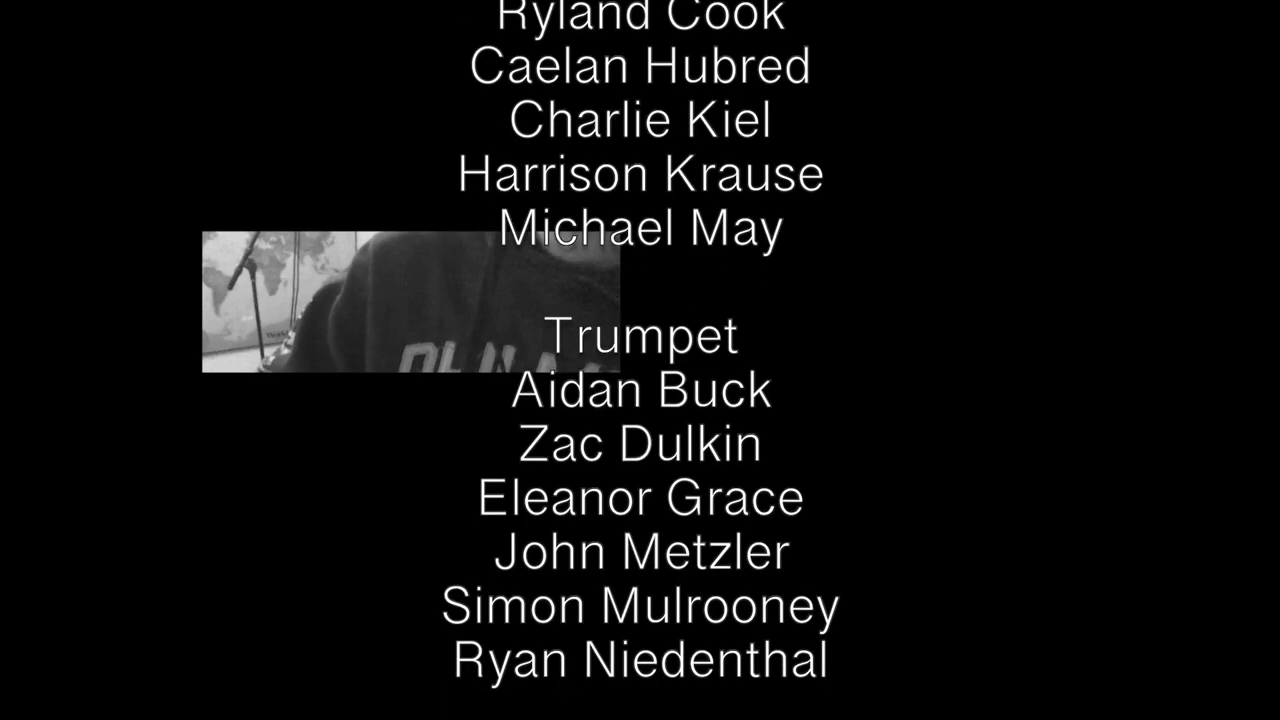 Ryland Cook
Caelan Hubred
Charlie Kiel
Harrison Krause
Michael May
Trumpet
Aidan Buck
Zac Dulkin
Eleanor Grace
John Metzler
Simon Mulrooney
Ryan Niedenthal